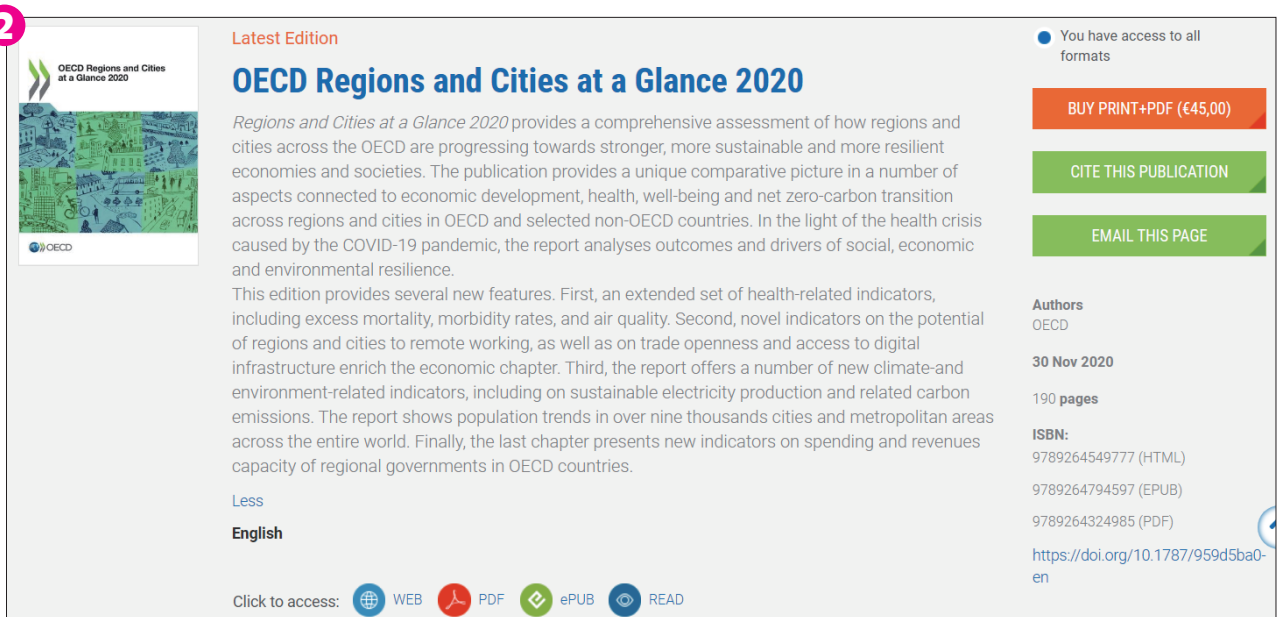 2
OECD Regions and Cities
at a Glance 2020
OECD
Latest Edition
OECD Regions and Cities at a Glance 2020
Regions and Cities at a Glance 2020 provides a comprehensive assessment of how regions and
cities across the OECD are progressing towards stronger, more sustainable and more resilient
economies and societies. The publication provides a unique comparative picture in a number of
aspects connected to economic development, health, well-being and net zero-carbon transition
across regions and cities in OECD and selected non-OECD countries. In the light of the health crisis
caused by the COVID-19 pandemic, the report analyses outcomes and drivers of social, economic
and environmental resilience.
This edition provides several new features. First, an extended set of health-related indicators,
including excess mortality, morbidity rates, and air quality. Second, novel indicators on the potential
of regions and cities to remote working, as well as on trade openness and access to digital
infrastructure enrich the economic chapter. Third, the report offers a number of new climate-and
environment-related indicators, including on sustainable electricity production and related carbon
emissions. The report shows population trends in over nine thousands cities and metropolitan areas
across the entire world. Finally, the last chapter presents new indicators on spending and revenues
capacity of regional governments in OECD countries.
Less
English
Click to access: WEB PDF ePUB READ
You have access to all
formats
BUY PRINT+PDF (€45,00)
CITE THIS PUBLICATION
EMAIL THIS PAGE
Authors
OECD
30 Nov 2020
190 pages
ISBN:
9789264549777 (HTML)
9789264794597 (EPUB)
9789264324985 (PDF)
https://doi.org/10.1787/959d5ba0-
en